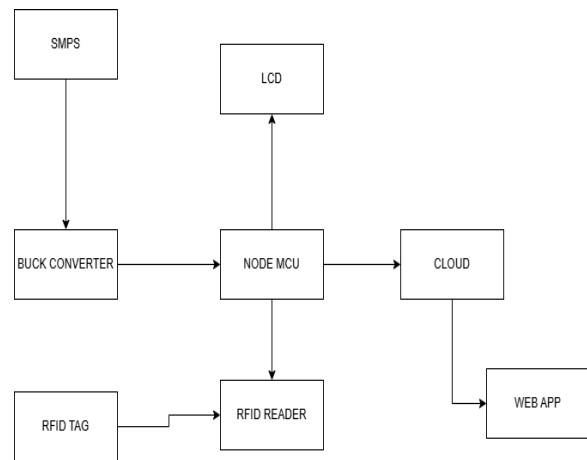 SMPS
LCD
BUCK CONVERTER
NODE MCU
CLOUD
RFID TAG
RFID READER
WEB APP